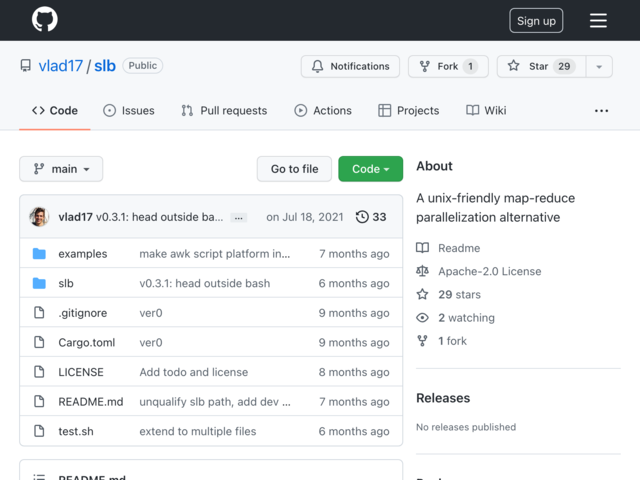 Sign up
vlad17 / slb Public
Notifications Fork 1 Star 29
Code Issues Pull requests Actions Projects Wiki ...
main Go to file Code
vlad17 v0.3.1: head outside ba... ... on Jul 18, 2021 33
examples make awk script platform in... 7 months ago
slb v0.3.1: head outside bash 6 months ago
.gitignore ver0 9 months ago
Cargo.toml ver0 9 months ago
LICENSE Add todo and license 8 months ago
README.md unqualify slb path, add dev ... 7 months ago
test.sh extend to multiple files 6 months ago
README.md
About
A unix-friendly map-reduce
parallelization alternative
Readme
Apache-2.0 License
29 stars
2 watching
1 fork
Releases
No releases published